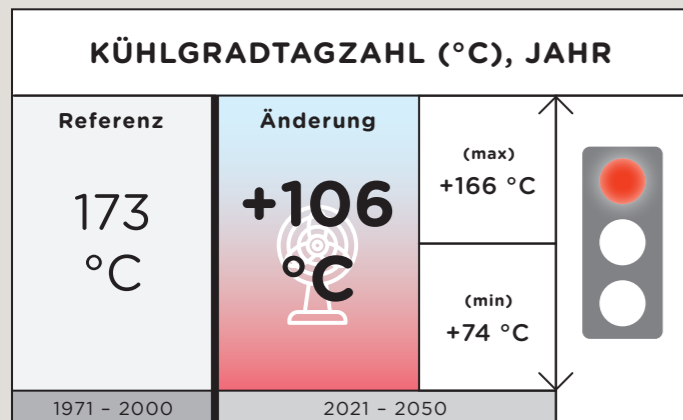 KÜHLGRADTAGZAHL (°C), JAHR
Referenz
173
°C
Änderung
+106
°C
(max)
+166 °C
(min)
+74 °C
1971 – 2000
2021 – 2050